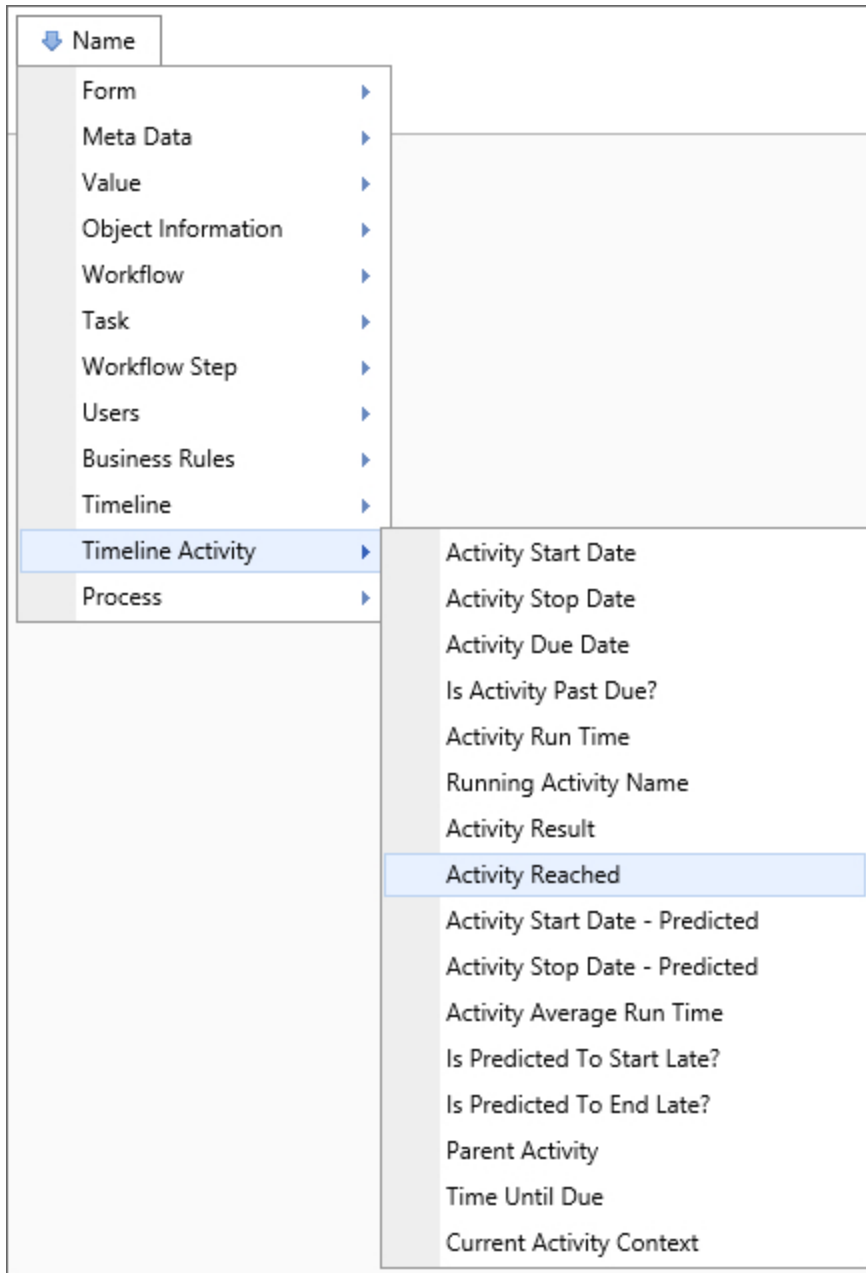 Name
Form
Meta Data
Value
Object Information
Workflow
Task
Workflow Step
Users
Business Rules
Timeline
Timeline Activity
Process
Activity Start Date
Activity Stop Date
Activity Due Date
Is Activity Past Due?
Activity Run Time
Running Activity Name
Activity Result
Activity Reached
Activity Start Date - Predicted
Activity Stop Date - Predicted
Activity Average Run Time
Is Predicted To Start Late?
Is Predicted To End Late?
Parent Activity
Time Until Due
Current Activity Context